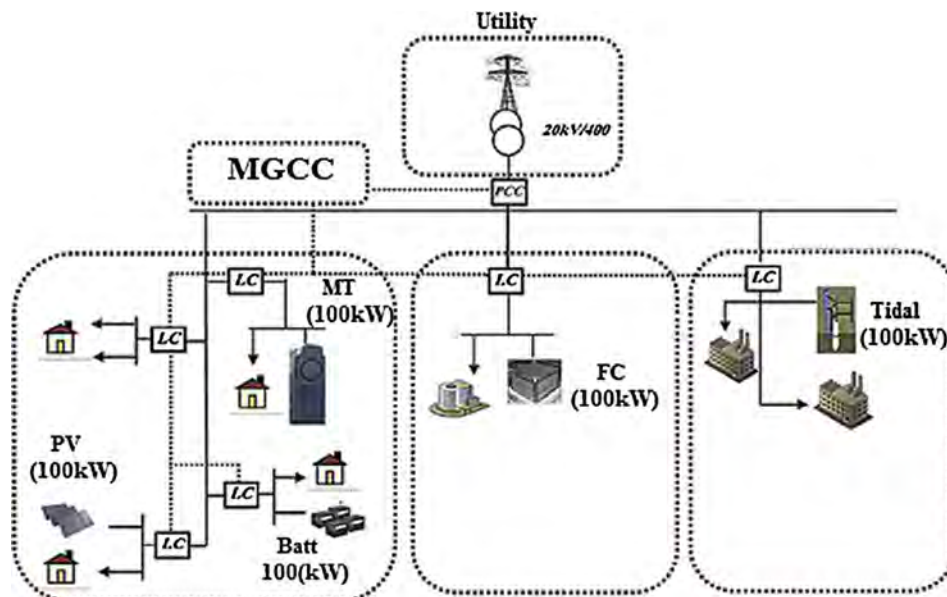 Utility
20kV/400
MGCC
PCC
LC
MT
(100kW)
LC
PV
(100kW)
LC
LC
Batt
100(kW)
LC
FC
(100kW)
LC
Tidal
(100kW)